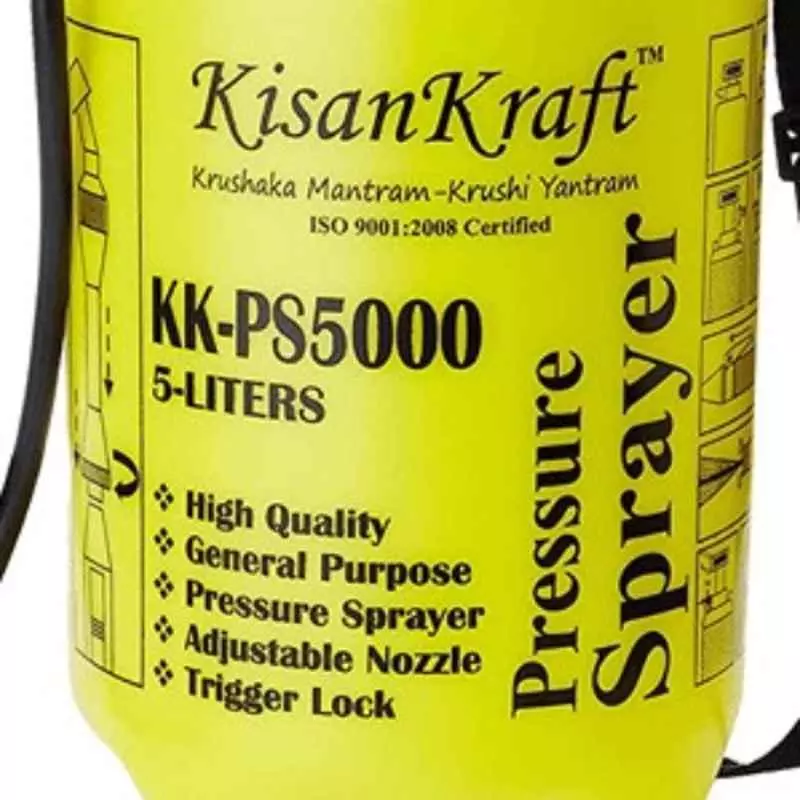 KisanKraft™
Krushaka Mantram-Krushi Yantram
ISO 9001:2008 Certified
KK-PS5000
5-LITERS
❖ High Quality
❖ General Purpose
❖ Pressure Sprayer
❖ Adjustable Nozzle
❖ Trigger Lock
Pressure
Sprayer